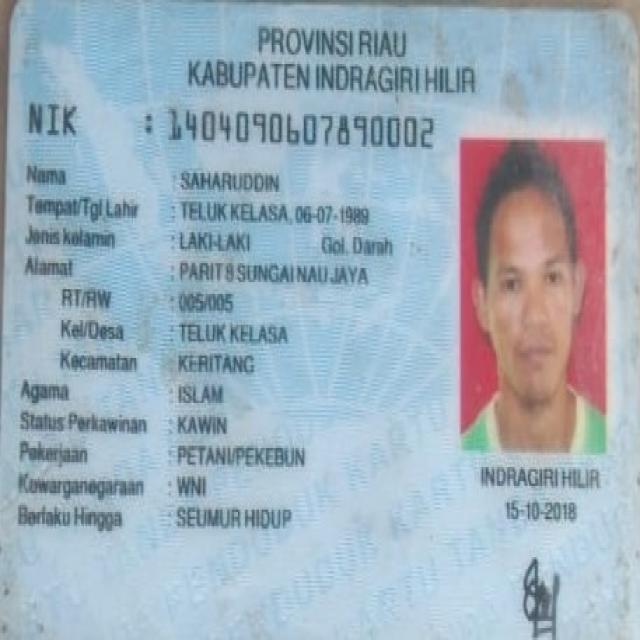 PROVINSI RIAU
KABUPATEN INDRAGIRI HILIR
NIK : 1404090607890002
Nama : SAHARUDDIN
Tempat/Tgl Lahir : TELUK KELASA, 06-07-1989
Jenis kelamin : LAKI-LAKI Gol. Darah : -
Alamat : PARIT 8 SUNGAI NAU JAYA
RT/RW : 005/005
Kel/Desa : TELUK KELASA
Kecamatan : KERITANG
Agama : ISLAM
Status Perkawinan : KAWIN
Pekerjaan : PETANI/PEKEBUN
Kewarganegaraan : WNI
Berlaku Hingga : SEUMUR HIDUP
INDRAGIRI HILIR
15-10-2018